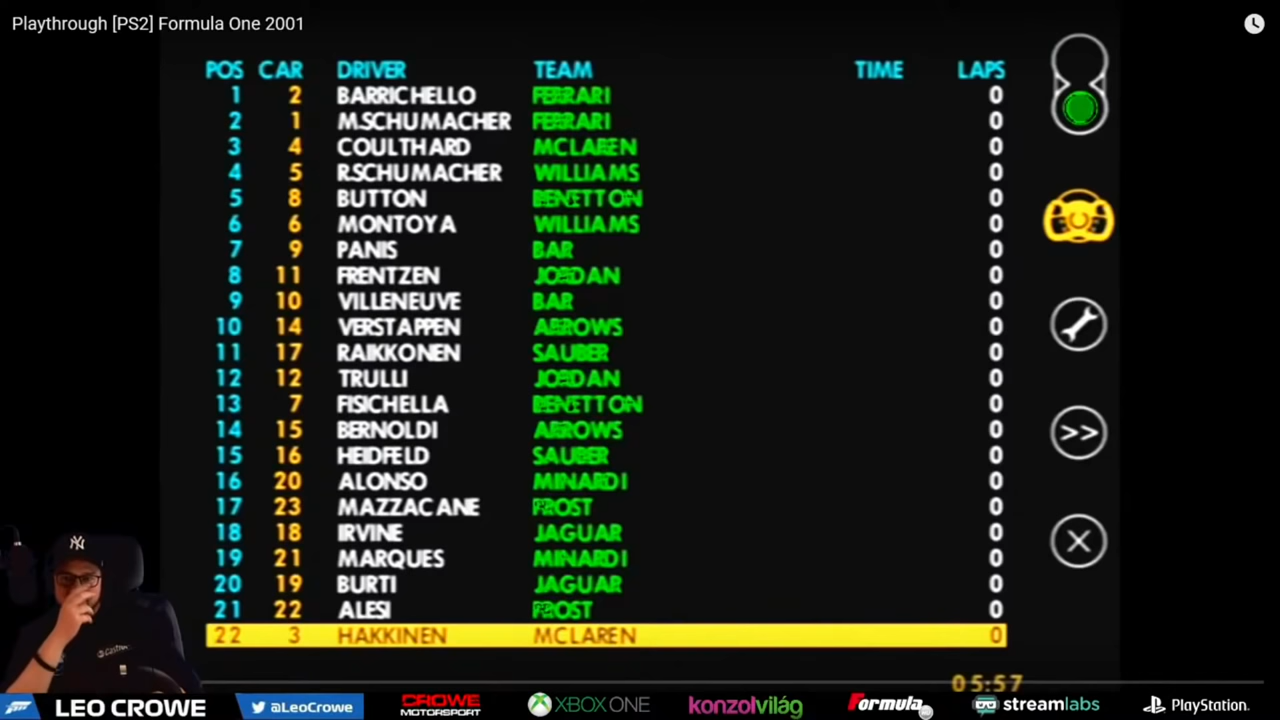 Playthrough [PS2] Formula One 2001
POS CAR DRIVER TEAM TIME LAPS
1 2 BARRICHELLO FERRARI 0
2 1 M.SCHUMACHER FERRARI 0
3 4 COULTHARD MCLAREN 0
4 5 R.SCHUMACHER WILLIAMS 0
5 8 BUTTON BENETTON 0
6 6 MONTOYA WILLIAMS 0
7 9 PANIS BAR 0
8 11 FRENTZEN JORDAN 0
9 10 VILLENEUVE BAR 0
10 14 VERSTAPPEN ARROWS 0
11 17 RAIKKONEN SAUBER 0
12 12 TRULLI JORDAN 0
13 7 FISICHELLA BENETTON 0
14 15 BERNOLDI ARROWS 0
15 16 HEIDFELD SAUBER 0
16 20 ALONSO MINARDI 0
17 23 MAZZACANE PROST 0
18 18 IRVINE JAGUAR 0
19 21 MARQUES MINARDI 0
20 19 BURTI JAGUAR 0
21 22 ALESI PROST 0
22 3 HAKKINEN MCLAREN 0
>>
05:57
LEO CROWE @LeoCrowe CROWE MOTORSPORT XBOX ONE konzolvilág Formula streamlabs PlayStation.